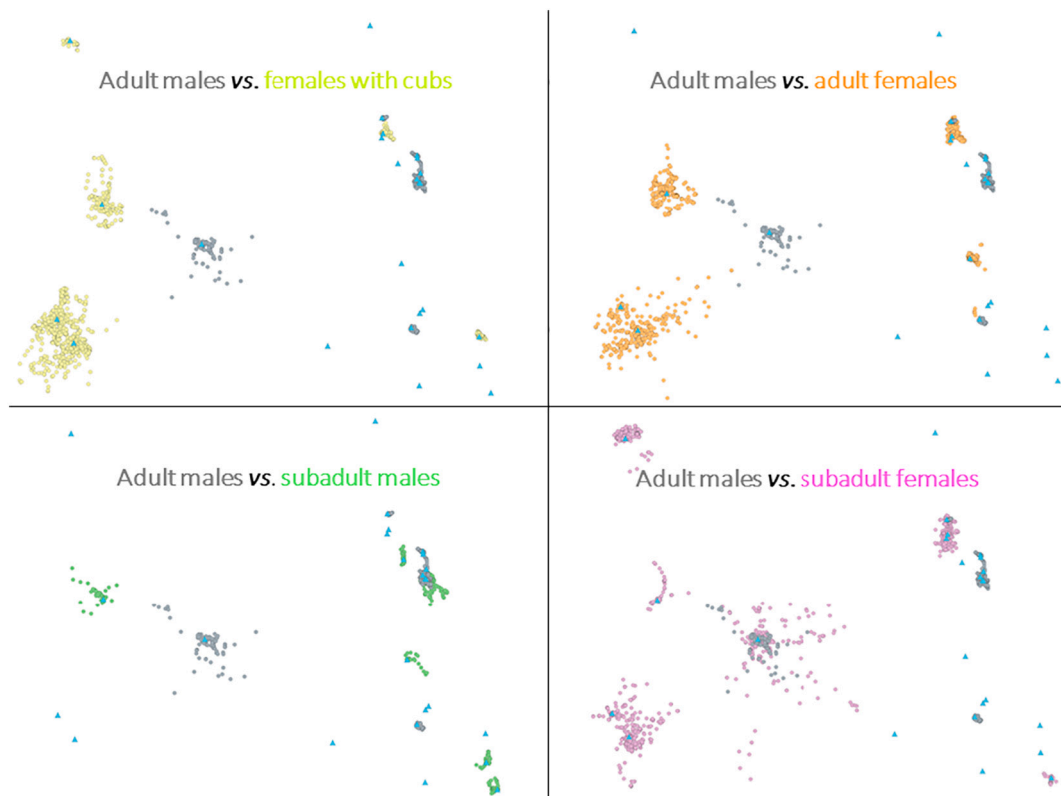 Adult males vs. females with cubs
Adult males vs. adult females
Adult males vs. subadult males
Adult males vs. subadult females